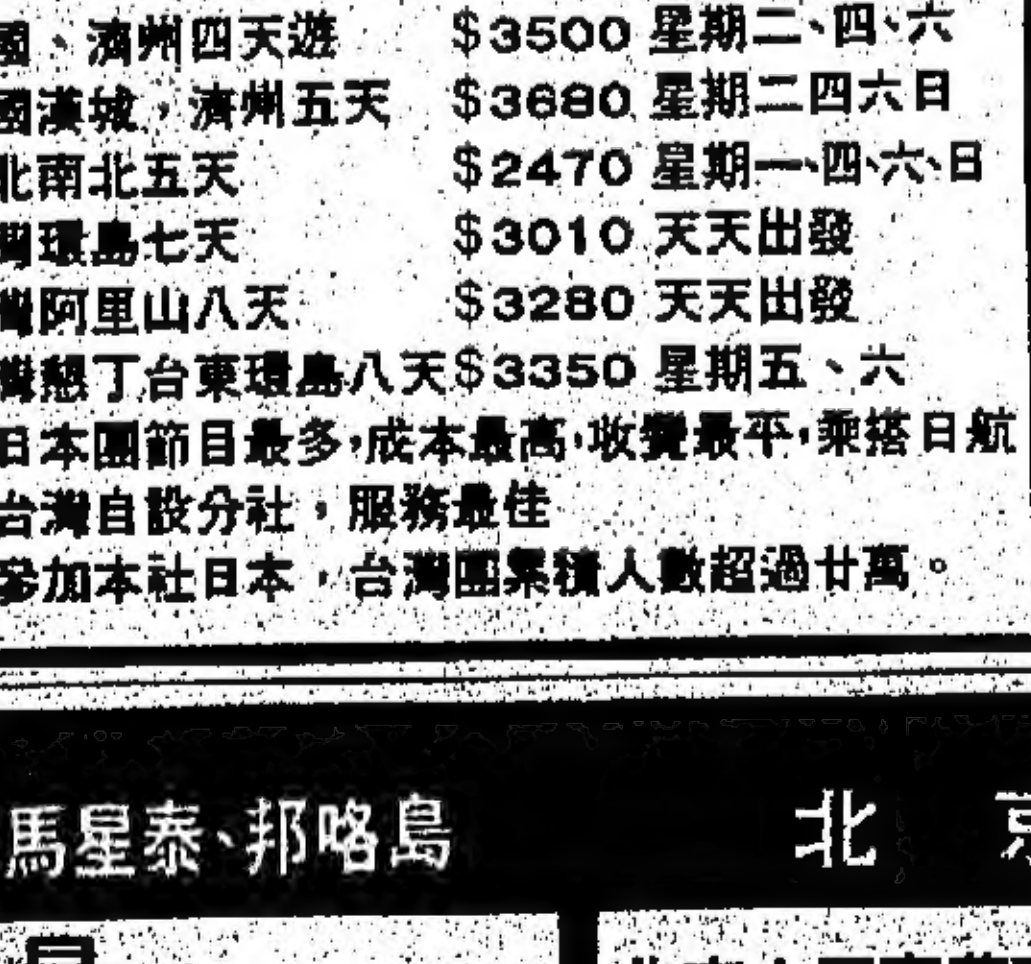 國、濟州四天遊 $3500 星期二、四、六
國漢城,濟州五天 $3680 星期二四六日
北南北五天 $2470 星期一、四、六、日
灣環島七天 $3010 天天出發
灣阿里山八天 $3280 天天出發
灣懇丁台東環島八天 $3350 星期五、六
日本團節目最多,成本最高,收費最平,乘搭日航
台灣自設分社,服務最佳
參加本社日本,台灣團累積人數超過廿萬。
馬星泰、邦咯島
北京